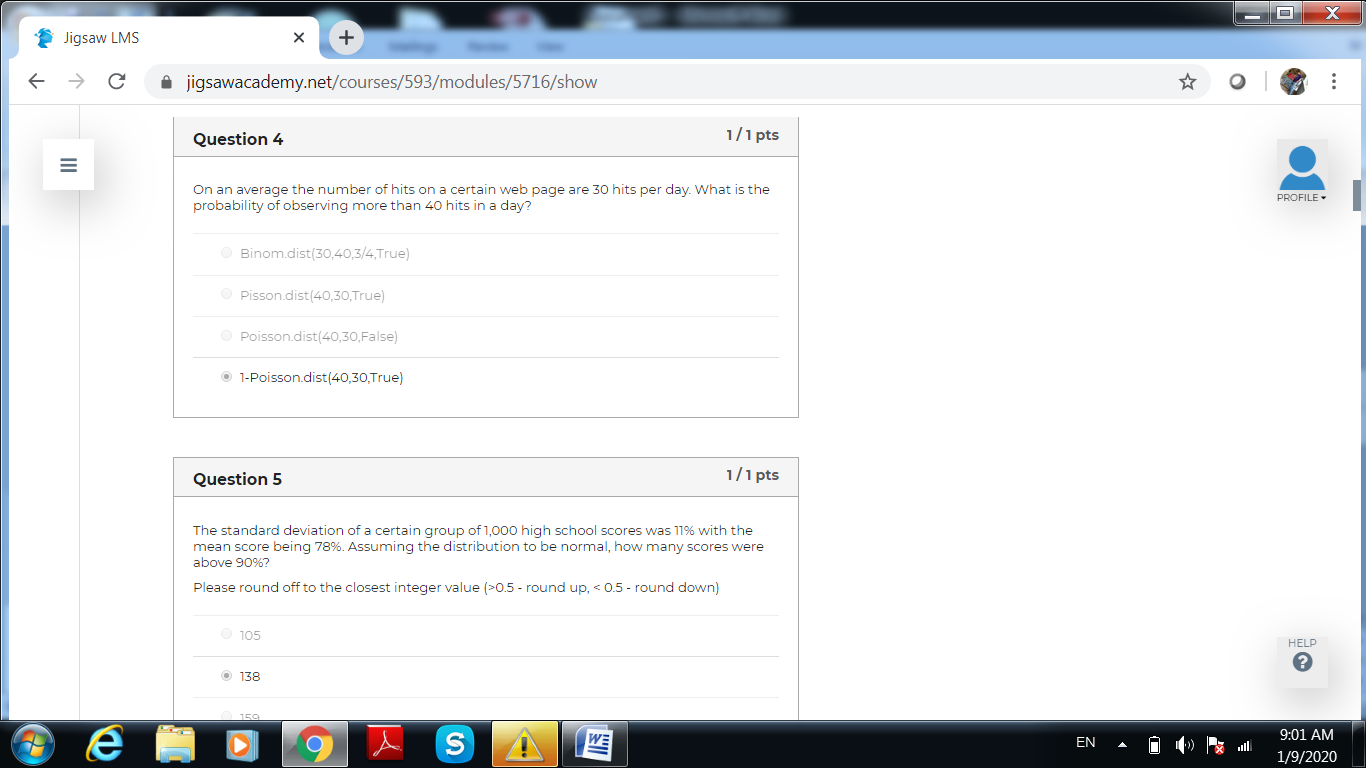 Jigsaw LMS
Mailings Review View
jigsawacademy.net/courses/593/modules/5716/show
Question 4
1 / 1 pts
PROFILE
On an average the number of hits on a certain web page are 30 hits per day. What is the
probability of observing more than 40 hits in a day?
Binom.dist(30,40,3/4,True)
Pisson.dist(40,30,True)
Poisson.dist(40,30,False)
1-Poisson.dist(40,30,True)
Question 5
1 / 1 pts
The standard deviation of a certain group of 1,000 high school scores was 11% with the
mean score being 78%. Assuming the distribution to be normal, how many scores were
above 90%?
Please round off to the closest integer value (>0.5 - round up, < 0.5 - round down)
105
138
159
HELP
EN
9:01 AM
1/9/2020